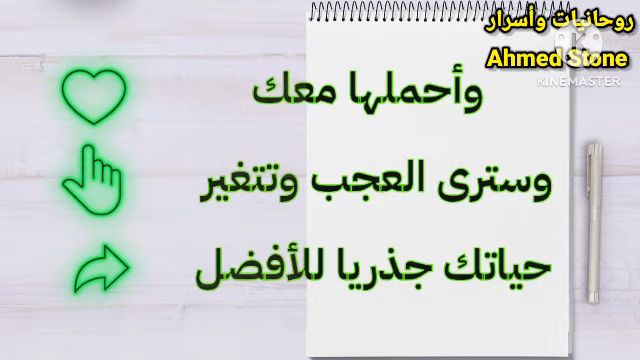 روحانيات وأسرار
Ahmed Stone
KINEMASTER
وأحملها معك
وسترى العجب وتتغير
حياتك جذريا للأفضل